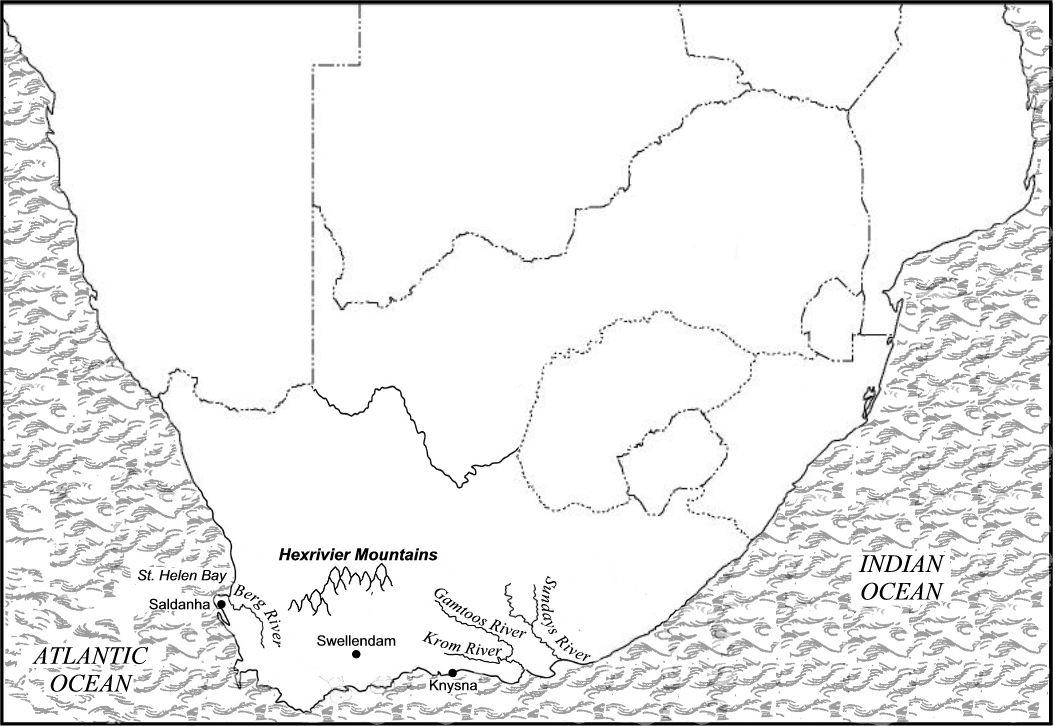 Hexrivier Mountains
St. Helen Bay
Saldanha
Berg River
Swellendam
Gamtoos River
Krom River
Sundays River
Knysna
ATLANTIC
OCEAN
INDIAN
OCEAN